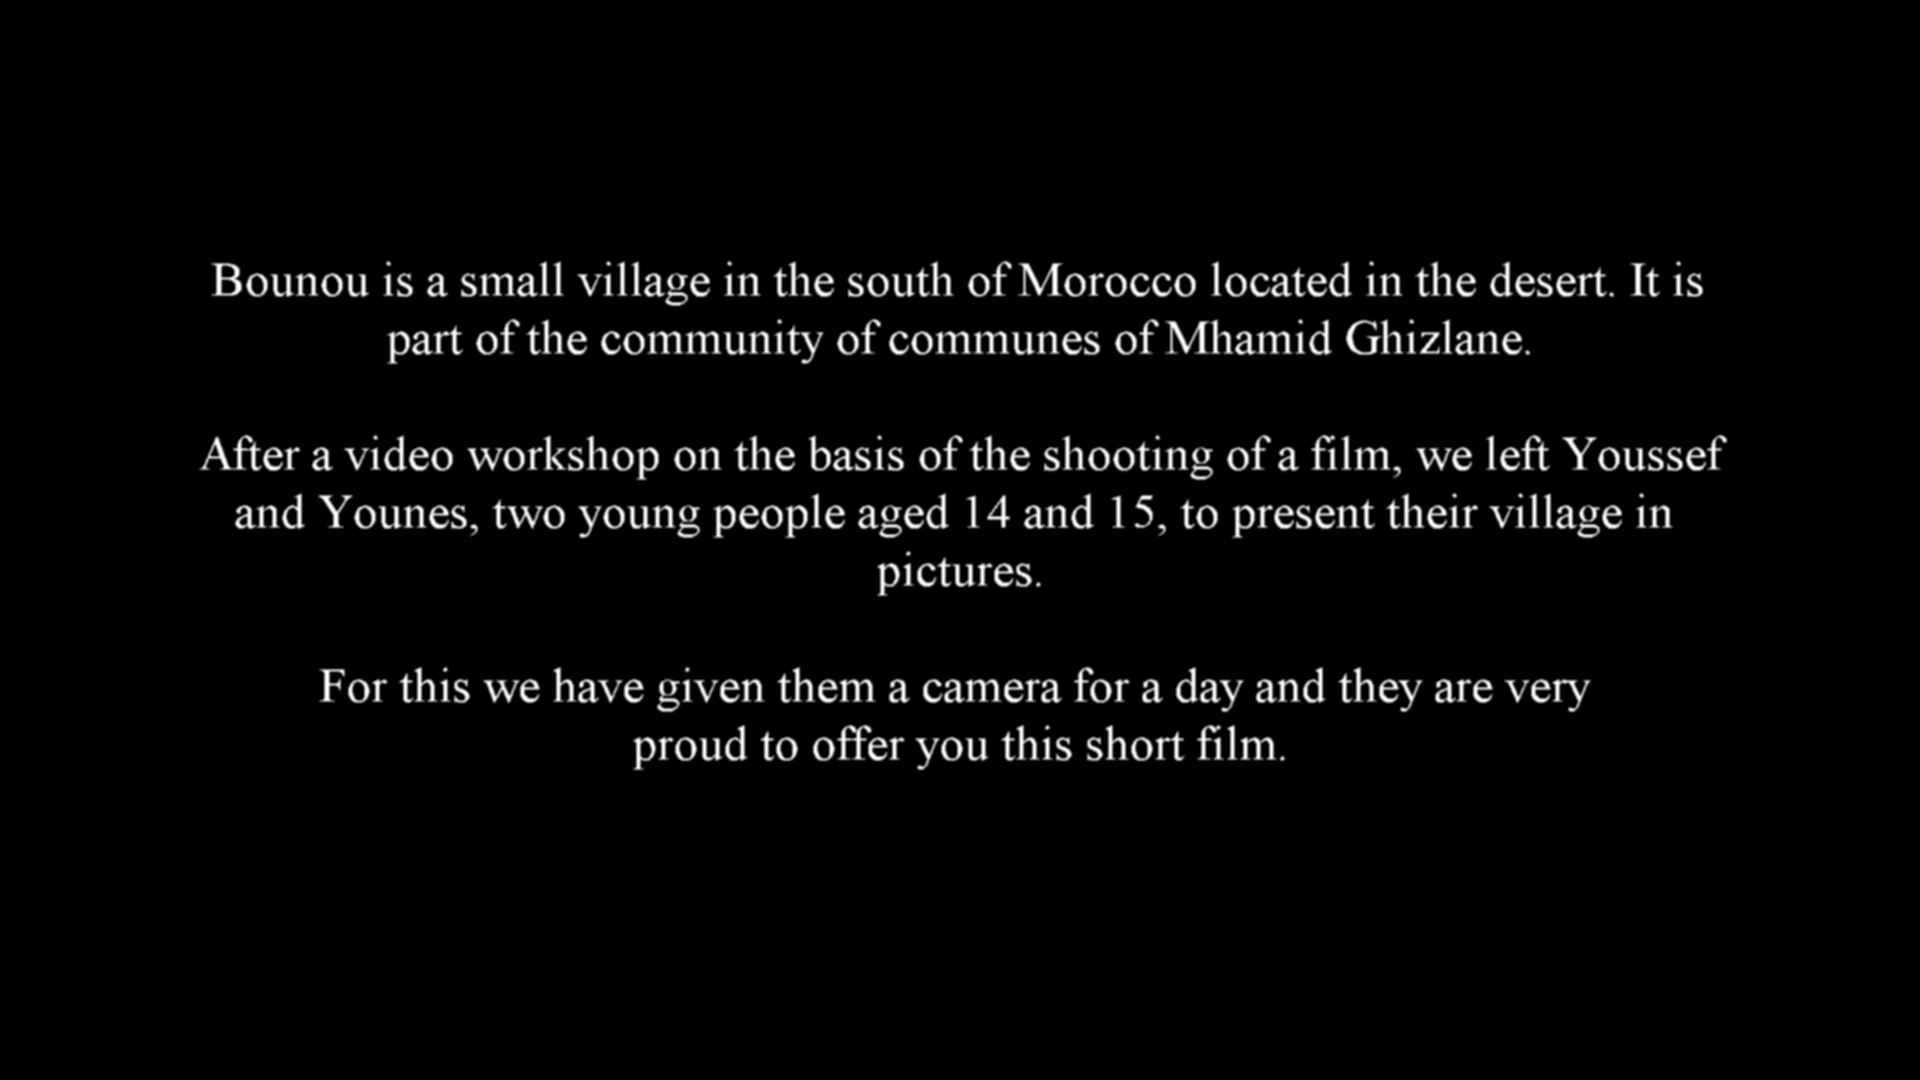 Bounou is a small village in the south of Morocco located in the desert. It is
part of the community of communes of Mhamid Ghizlane.
After a video workshop on the basis of the shooting of a film, we left Youssef
and Younes, two young people aged 14 and 15, to present their village in
pictures.
For this we have given them a camera for a day and they are very
proud to offer you this short film.